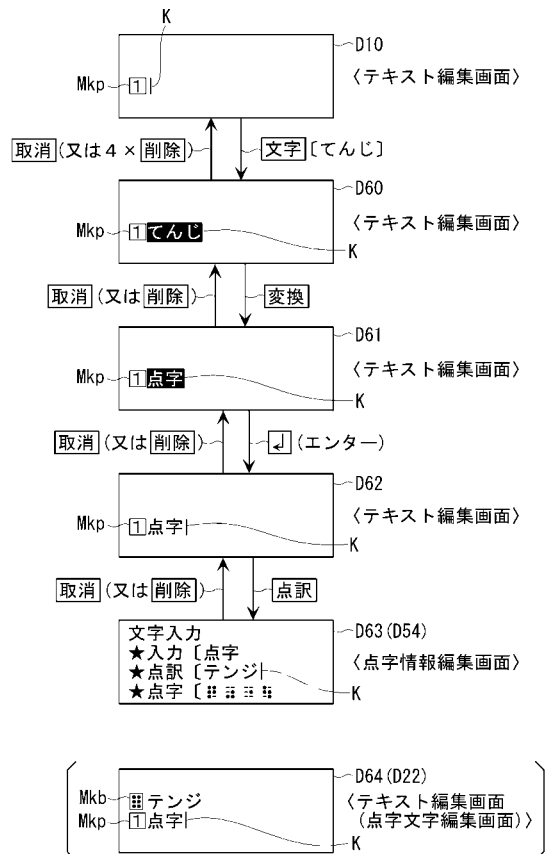 K
D10
Mkp 1
〈テキスト編集画面〉
取消(又は4×削除)
文字〔てんじ〕
D60
Mkp 1てんじ
〈テキスト編集画面〉
K
取消(又は削除)
変換
D61
Mkp 1点字
〈テキスト編集画面〉
K
取消(又は削除)
↲(エンター)
D62
Mkp 1点字
〈テキスト編集画面〉
K
取消(又は削除)
点訳
文字入力
★入力〔点字
★点訳〔テンジ
★点字〔
D63(D54)
〈点字情報編集画面〉
K
D64(D22)
Mkb テンジ
Mkp 1点字
〈テキスト編集画面
(点字文字編集画面)〉
K